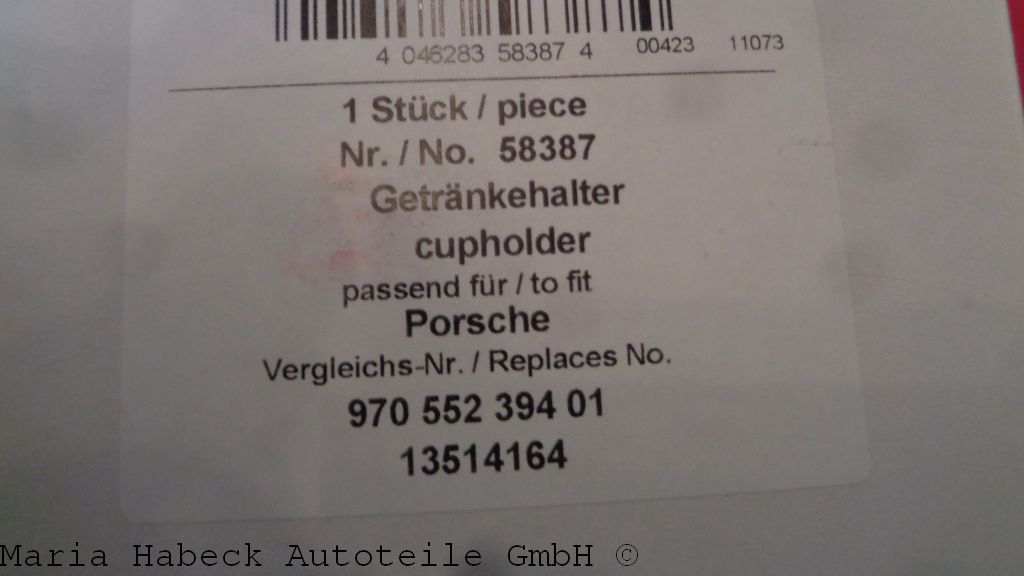 4 046283 58387 4 00423 11073
1 Stück / piece
Nr. / No. 58387
Getränkehalter
cupholder
passend für / to fit
Porsche
Vergleichs-Nr. / Replaces No.
970 552 394 01
13514164
Maria Habeck Autoteile GmbH ©